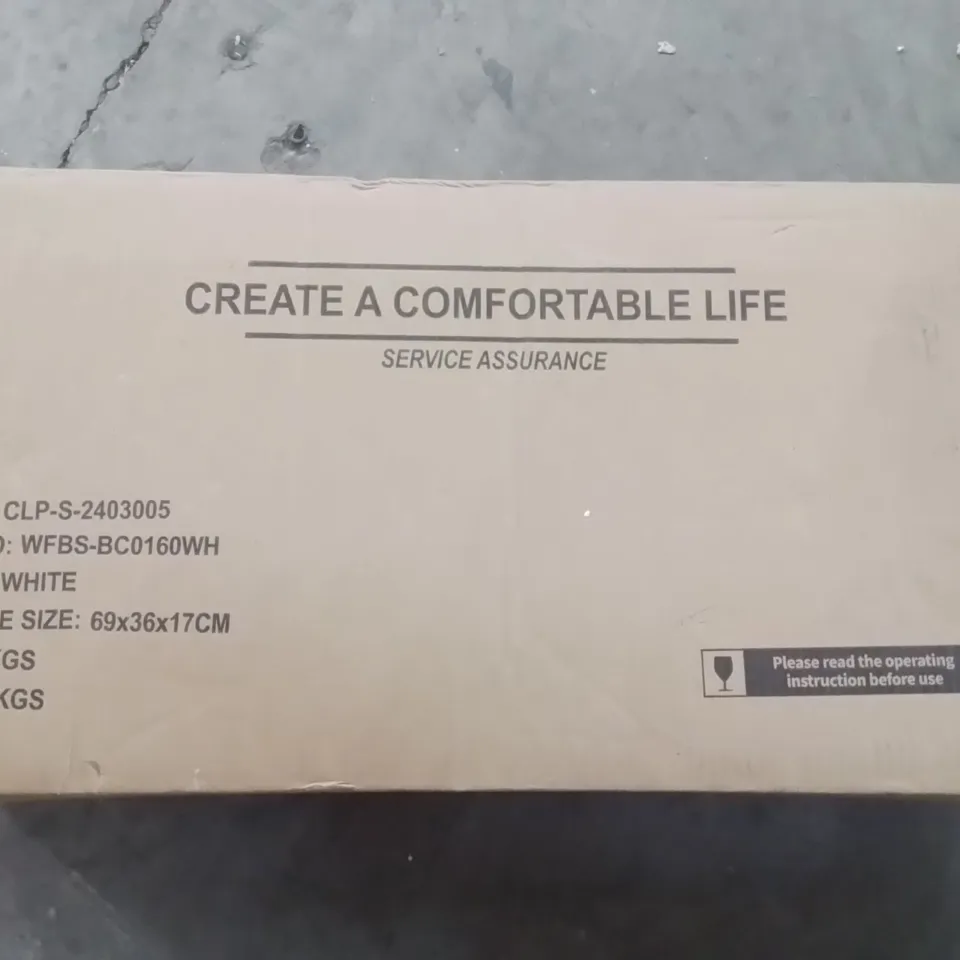 CREATE A COMFORTABLE LIFE
SERVICE ASSURANCE
CLP-S-2403005
: WFBS-BC0160WH
WHITE
E SIZE: 69x36x17CM
GS
KGS
Please read the operating
instruction before use